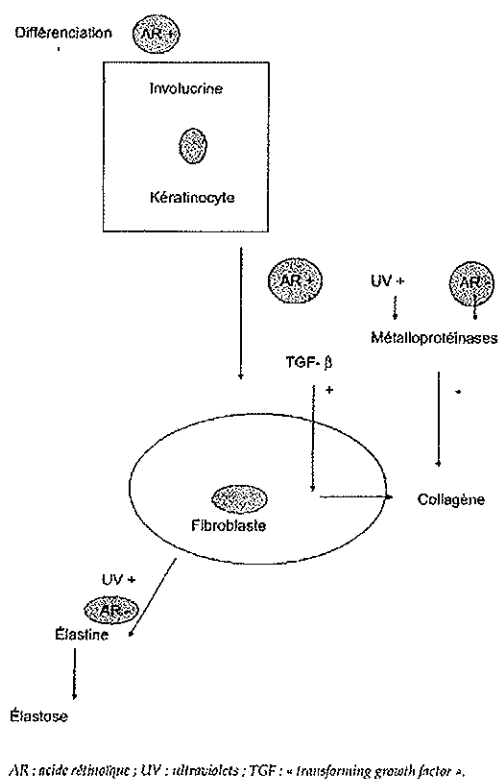 Différenciation
AR +
Involucrine
Kératinocyte
AR +
UV +
AR -
Métalloprotéinases
TGF- β
+
-
Collagène
Fibroblaste
UV +
AR -
Élastine
Élastose
AR : acide rétinoïque ; UV : ultraviolets ; TGF : « transforming growth factor ».